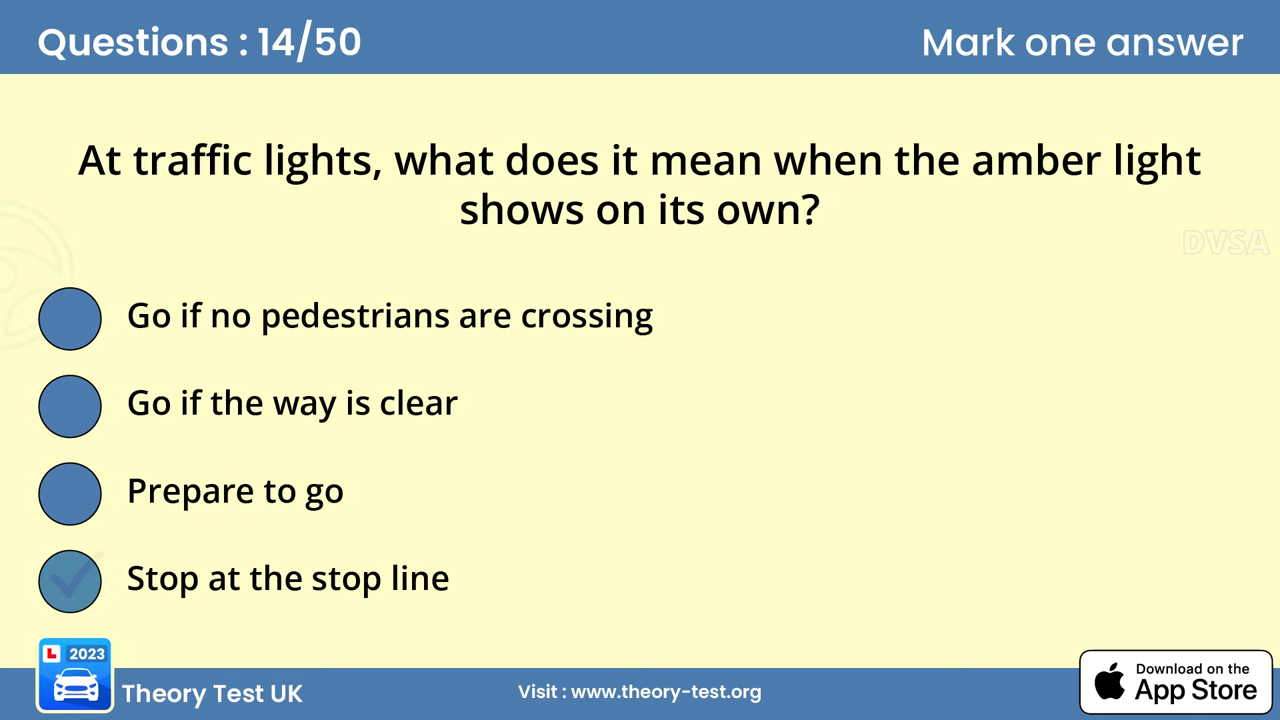 Questions : 14/50
Mark one answer
At traffic lights, what does it mean when the amber light
shows on its own?
DVSA
Go if no pedestrians are crossing
Go if the way is clear
Prepare to go
Stop at the stop line
L 2023
Theory Test UK
Visit : www.theory-test.org
Download on the
App Store